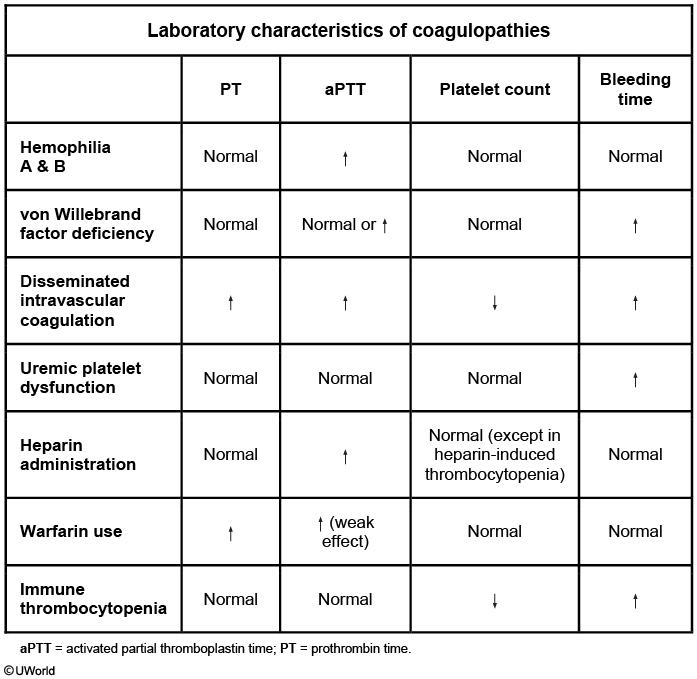 Laboratory characteristics of coagulopathies
PT aPTT Platelet count Bleeding
time
Hemophilia
A & B
Normal ↑ Normal Normal
von Willebrand
factor deficiency
Normal Normal or ↑ Normal ↑
Disseminated
intravascular
coagulation
↑ ↑ ↓ ↑
Uremic platelet
dysfunction
Normal Normal Normal ↑
Heparin
administration
Normal ↑ Normal (except in
heparin-induced
thrombocytopenia)
Normal
Warfarin use ↑ ↑ (weak
effect)
Normal Normal
Immune
thrombocytopenia
Normal Normal ↓ ↑
aPTT = activated partial thromboplastin time; PT = prothrombin time.
©UWorld